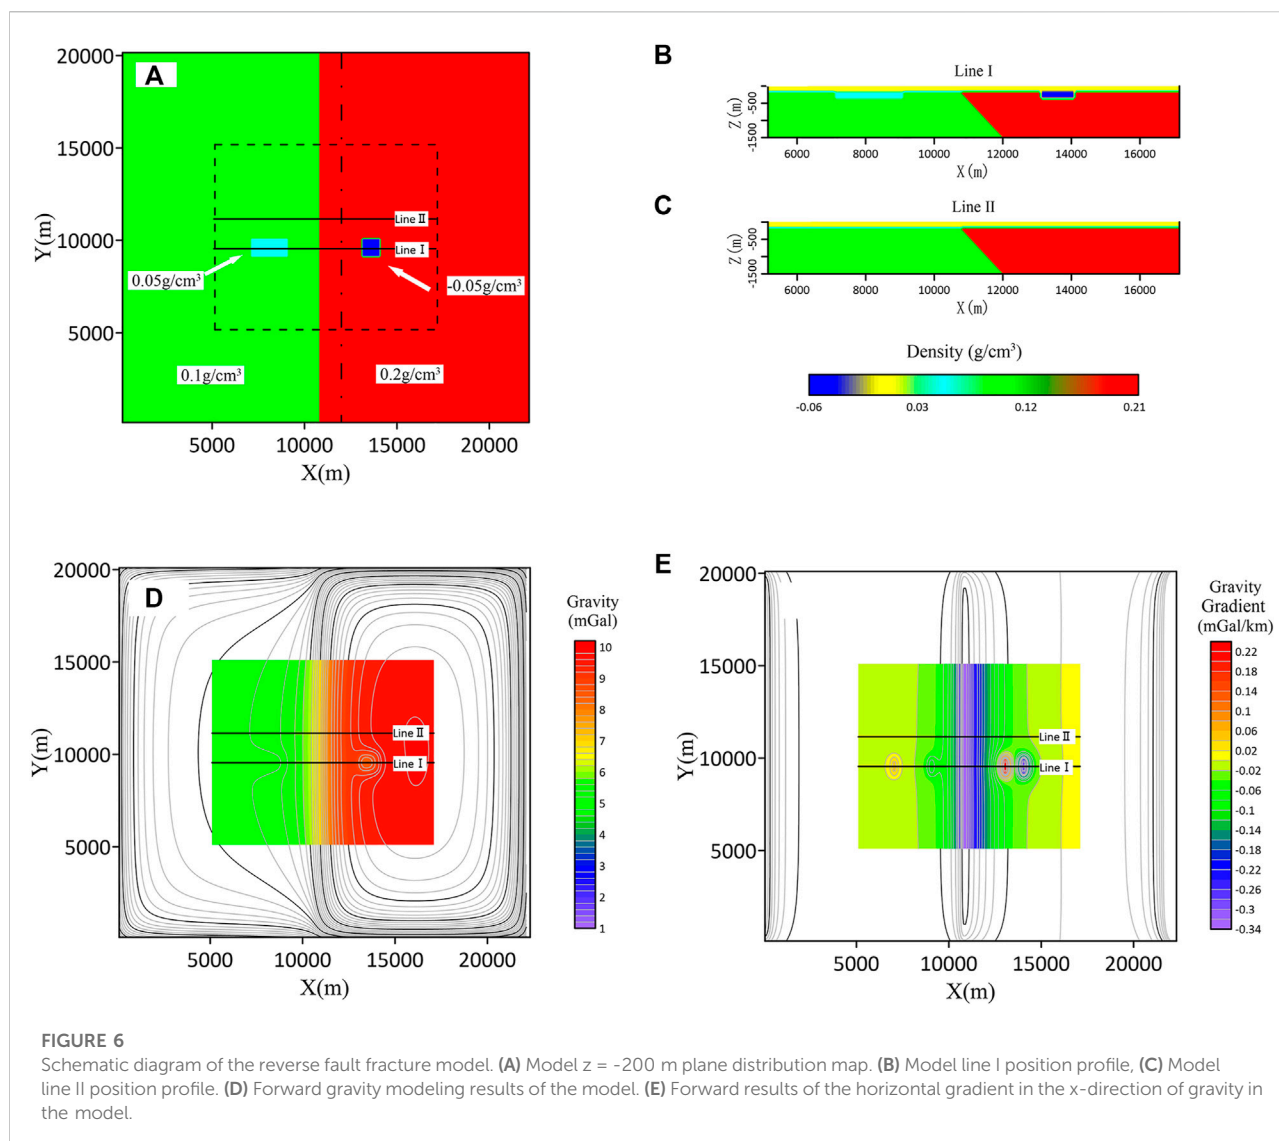 A
20000
15000
10000
5000
Y(m)
Line Ⅱ
Line Ⅰ
0.05g/cm³
-0.05g/cm³
0.1g/cm³
0.2g/cm³
5000 10000 15000 20000
X(m)
B
Line I
Z(m)
-500
-1500
6000 8000 10000 12000 14000 16000
X(m)
C
Line II
Z(m)
-500
-1500
6000 8000 10000 12000 14000 16000
X(m)
Density (g/cm³)
-0.06 0.03 0.12 0.21
D
20000
15000
10000
5000
Y(m)
Line Ⅱ
Line Ⅰ
5000 10000 15000 20000
X(m)
Gravity
(mGal)
10
9
8
7
6
5
4
3
2
1
E
20000
15000
10000
5000
Y(m)
Line Ⅱ
Line Ⅰ
5000 10000 15000 20000
X(m)
Gravity
Gradient
(mGal/km)
0.22
0.18
0.14
0.1
0.06
0.02
-0.02
-0.06
-0.1
-0.14
-0.18
-0.22
-0.26
-0.3
-0.34
FIGURE 6
Schematic diagram of the reverse fault fracture model. (A) Model z = -200 m plane distribution map. (B) Model line I position profile, (C) Model
line II position profile. (D) Forward gravity modeling results of the model. (E) Forward results of the horizontal gradient in the x-direction of gravity in
the model.